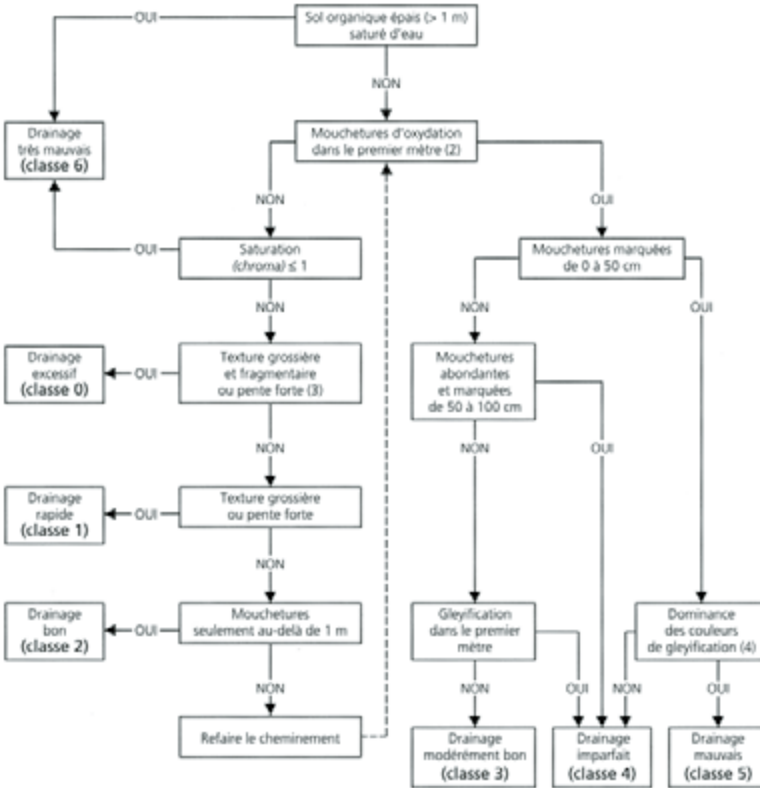 Sol organique épais (> 1 m)
saturé d'eau
OUI
NON
Drainage
très mauvais
(classe 6)
Mouchetures d'oxydation
dans le premier mètre (2)
NON
OUI
OUI
Saturation
(chroma) ≤ 1
Mouchetures marquées
de 0 à 50 cm
NON
NON
OUI
Drainage
excessif
(classe 0)
OUI
Texture grossière
et fragmentaire
ou pente forte (3)
Mouchetures
abondantes
et marquées
de 50 à 100 cm
NON
NON
OUI
Drainage
rapide
(classe 1)
OUI
Texture grossière
ou pente forte
NON
Drainage
bon
(classe 2)
OUI
Mouchetures
seulement au-delà de 1 m
Gleyification
dans le premier
mètre
Dominance
des couleurs
de gleyification (4)
NON
NON
OUI
NON
OUI
Refaire le cheminement
Drainage
modérément bon
(classe 3)
Drainage
imparfait
(classe 4)
Drainage
mauvais
(classe 5)